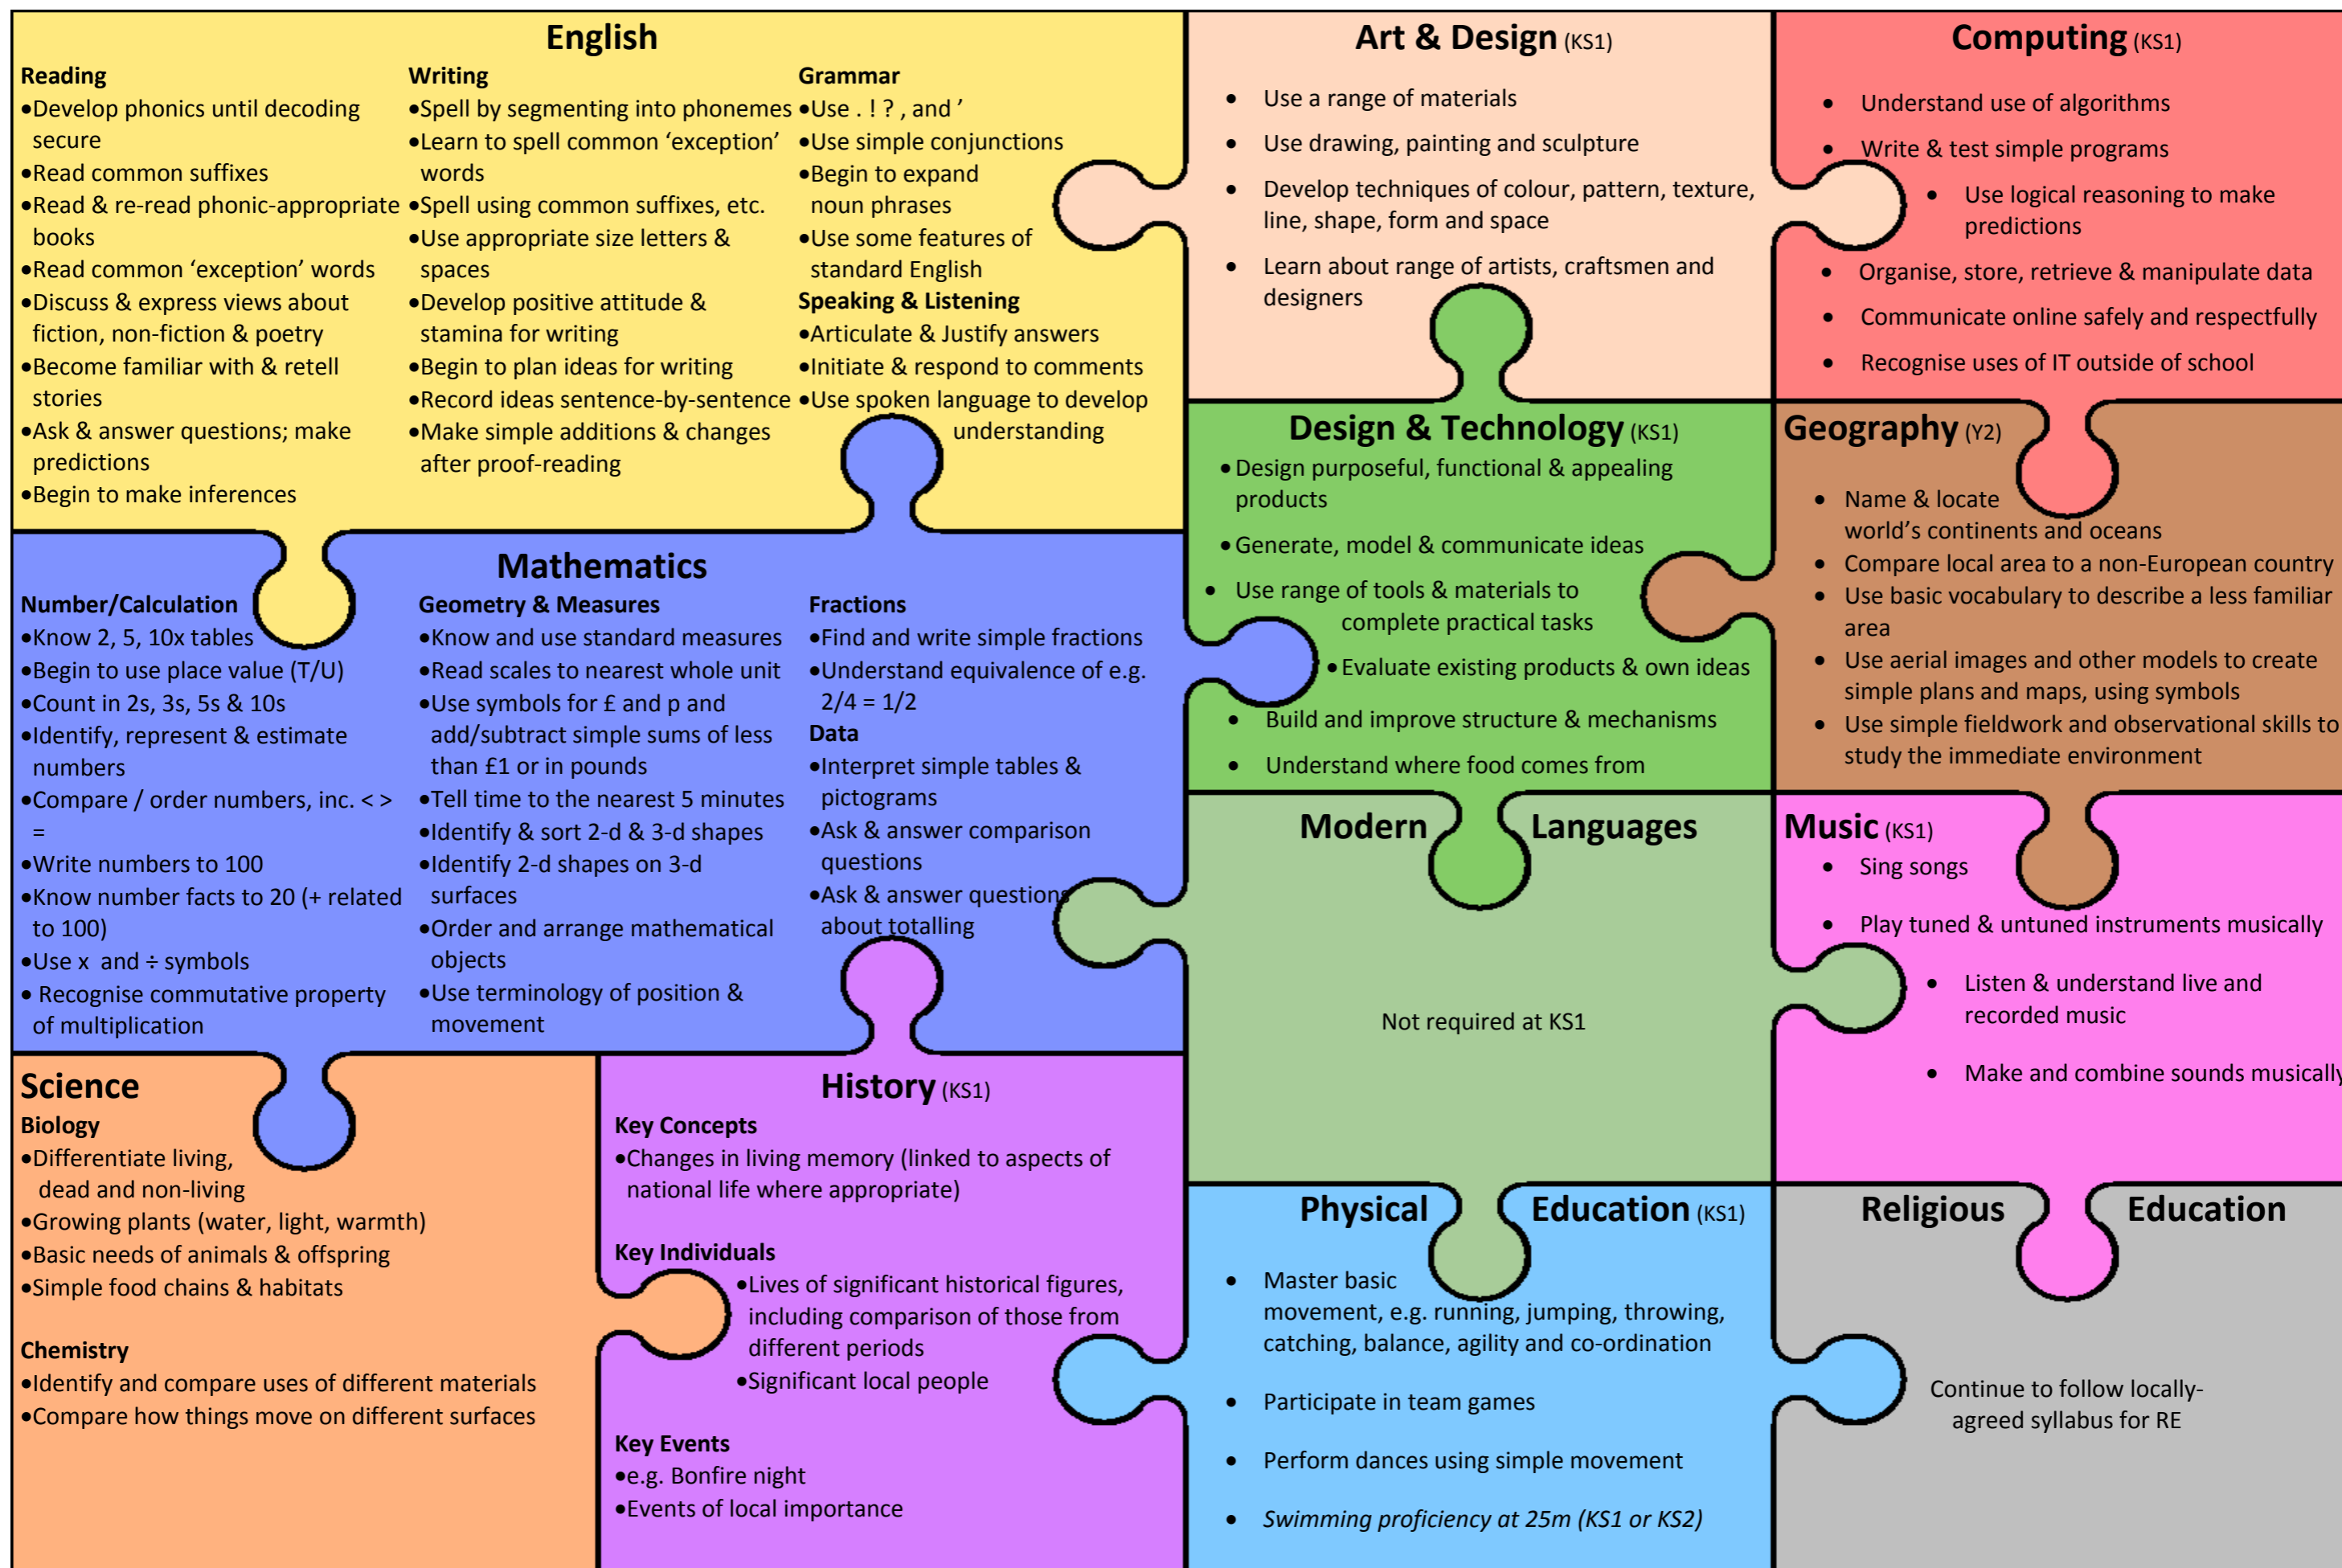 English
Reading
•Develop phonics until decoding
secure
•Read common suffixes
•Read & re-read phonic-appropriate
books
•Read common ‘exception’ words
•Discuss & express views about
fiction, non-fiction & poetry
•Become familiar with & retell
stories
•Ask & answer questions; make
predictions
•Begin to make inferences
Writing
•Spell by segmenting into phonemes
•Learn to spell common ‘exception’
words
•Spell using common suffixes, etc.
•Use appropriate size letters &
spaces
•Develop positive attitude &
stamina for writing
•Begin to plan ideas for writing
•Record ideas sentence-by-sentence
•Make simple additions & changes
after proof-reading
Grammar
•Use . ! ? , and ’
•Use simple conjunctions
•Begin to expand
noun phrases
•Use some features of
standard English
Speaking & Listening
•Articulate & Justify answers
•Initiate & respond to comments
•Use spoken language to develop
understanding
Art & Design (KS1)
• Use a range of materials
• Use drawing, painting and sculpture
• Develop techniques of colour, pattern, texture,
line, shape, form and space
• Learn about range of artists, craftsmen and
designers
Computing (KS1)
• Understand use of algorithms
• Write & test simple programs
• Use logical reasoning to make
predictions
• Organise, store, retrieve & manipulate data
• Communicate online safely and respectfully
• Recognise uses of IT outside of school
Mathematics
Number/Calculation
•Know 2, 5, 10x tables
•Begin to use place value (T/U)
•Count in 2s, 3s, 5s & 10s
•Identify, represent & estimate
numbers
•Compare / order numbers, inc. < >
=
•Write numbers to 100
•Know number facts to 20 (+ related
to 100)
•Use x and ÷ symbols
• Recognise commutative property
of multiplication
Geometry & Measures
•Know and use standard measures
•Read scales to nearest whole unit
•Use symbols for £ and p and
add/subtract simple sums of less
than £1 or in pounds
•Tell time to the nearest 5 minutes
•Identify & sort 2-d & 3-d shapes
•Identify 2-d shapes on 3-d
surfaces
•Order and arrange mathematical
objects
•Use terminology of position &
movement
Fractions
•Find and write simple fractions
•Understand equivalence of e.g.
2/4 = 1/2
Data
•Interpret simple tables &
pictograms
•Ask & answer comparison
questions
•Ask & answer questions
about totalling
Design & Technology (KS1)
• Design purposeful, functional & appealing
products
• Generate, model & communicate ideas
• Use range of tools & materials to
complete practical tasks
• Evaluate existing products & own ideas
• Build and improve structure & mechanisms
• Understand where food comes from
Geography (Y2)
• Name & locate
world’s continents and oceans
• Compare local area to a non-European country
• Use basic vocabulary to describe a less familiar
area
• Use aerial images and other models to create
simple plans and maps, using symbols
• Use simple fieldwork and observational skills to
study the immediate environment
Modern Languages
Not required at KS1
Music (KS1)
• Sing songs
• Play tuned & untuned instruments musically
• Listen & understand live and
recorded music
• Make and combine sounds musically
Science
Biology
•Differentiate living,
dead and non-living
•Growing plants (water, light, warmth)
•Basic needs of animals & offspring
•Simple food chains & habitats
Chemistry
•Identify and compare uses of different materials
•Compare how things move on different surfaces
History (KS1)
Key Concepts
•Changes in living memory (linked to aspects of
national life where appropriate)
Key Individuals
•Lives of significant historical figures,
including comparison of those from
different periods
•Significant local people
Key Events
•e.g. Bonfire night
•Events of local importance
Physical Education (KS1)
• Master basic
movement, e.g. running, jumping, throwing,
catching, balance, agility and co-ordination
• Participate in team games
• Perform dances using simple movement
• Swimming proficiency at 25m (KS1 or KS2)
Religious Education
Continue to follow locally-
agreed syllabus for RE